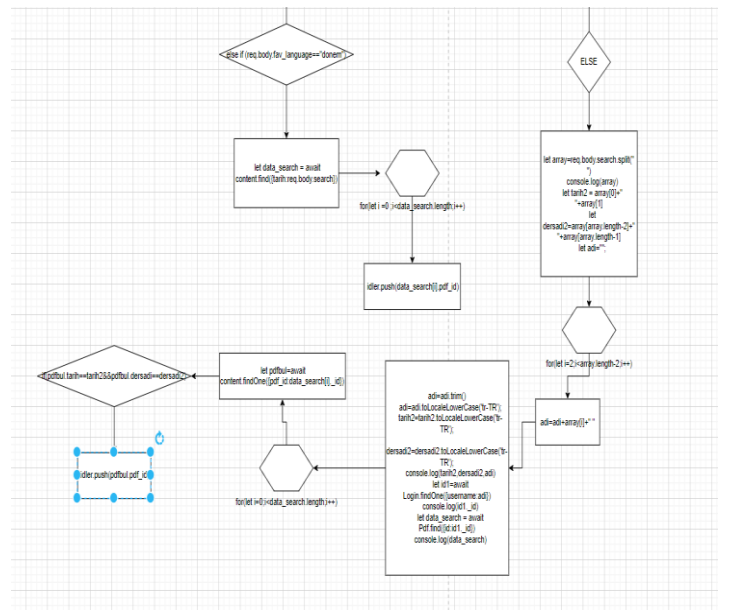 else if (req.body.fav_language=="donem")
ELSE
let data_search = await
content.find({tarih:req.body.search})
for(let i =0 ;i<data_search.length;i++)
idler.push(data_search[i].pdf_id)
let array=req.body.search.split("
")
console.log(array)
let tarih2 = array[0]+"
"+array[1]
let
dersadi2=array[array.length-2]+"
"+array[array.length-1]
let adi="";
for(let i=2;i<array.length-2;i++)
adi=adi+array[i]+" "
adi=adi.trim()
adi=adi.toLocaleLowerCase('tr-TR');
tarih2=tarih2.toLocaleLowerCase('tr-
TR');
dersadi2=dersadi2.toLocaleLowerCase('tr-
TR');
console.log(tarih2,dersadi2,adi)
let id1=await
Login.findOne({username:adi})
console.log(id1._id)
let data_search = await
Pdf.find({id:id1._id})
console.log(data_search)
for(let i=0;i<data_search.length;i++)
let pdfbul=await
content.findOne({pdf_id:data_search[i]._id})
if(pdfbul.tarih==tarih2&&pdfbul.dersadi==dersadi2)
idler.push(pdfbul.pdf_id)